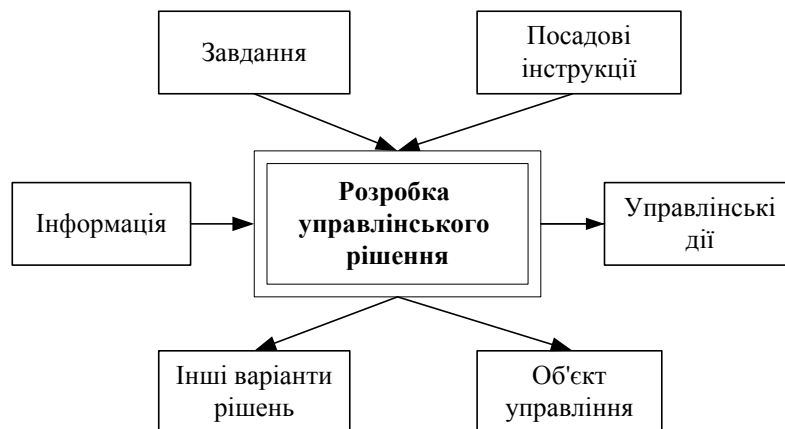 Завдання
Посадові
інструкції
Інформація
Розробка
управлінського
рішення
Управлінські
дії
Інші варіанти
рішень
Об'єкт
управління